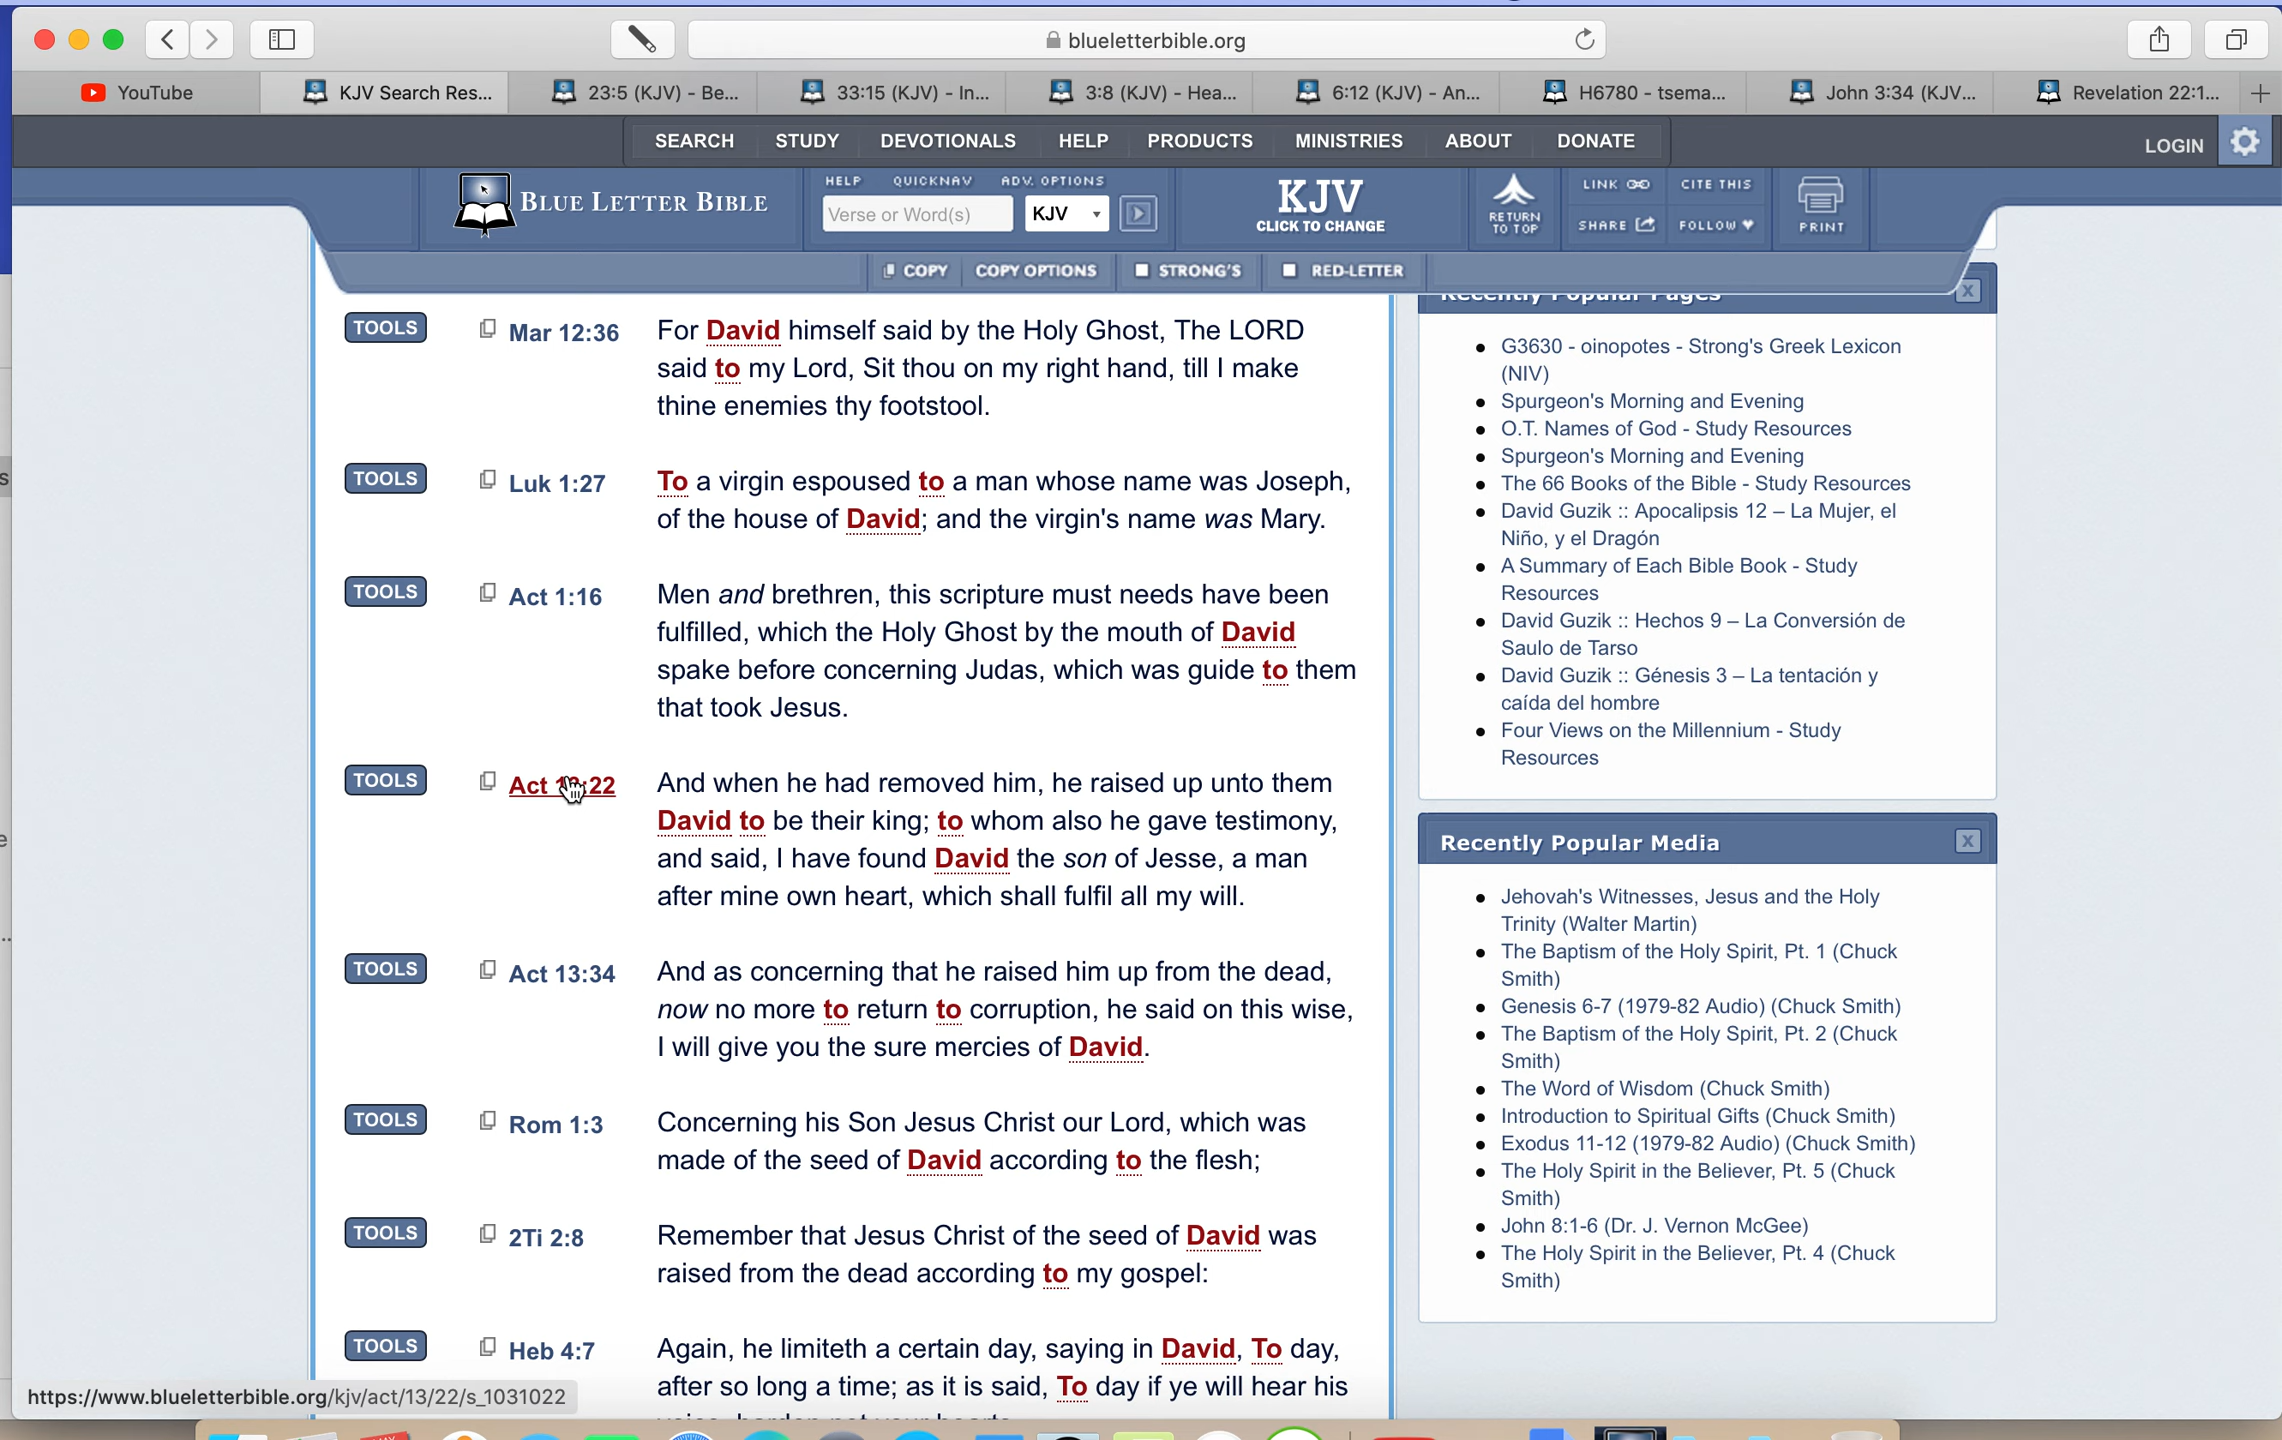 blueletterbible.org
YouTube
KJV Search Res...
23:5 (KJV) - Be...
33:15 (KJV) - In...
3:8 (KJV) - Hea...
6:12 (KJV) - An...
H6780 - tsema...
John 3:34 (KJV...
Revelation 22:1...
SEARCH STUDY DEVOTIONALS HELP PRODUCTS MINISTRIES ABOUT DONATE
LOGIN
BLUE LETTER BIBLE
HELP QUICKNAV ADV. OPTIONS
Verse or Word(s)
KJV
KJV
CLICK TO CHANGE
RETURN
TO TOP
LINK CITE THIS
SHARE FOLLOW
PRINT
COPY COPY OPTIONS STRONG'S RED-LETTER
TOOLS Mar 12:36 For David himself said by the Holy Ghost, The LORD
said to my Lord, Sit thou on my right hand, till I make
thine enemies thy footstool.
TOOLS Luk 1:27 To a virgin espoused to a man whose name was Joseph,
of the house of David; and the virgin's name was Mary.
TOOLS Act 1:16 Men and brethren, this scripture must needs have been
fulfilled, which the Holy Ghost by the mouth of David
spake before concerning Judas, which was guide to them
that took Jesus.
TOOLS Act 13:22 And when he had removed him, he raised up unto them
David to be their king; to whom also he gave testimony,
and said, I have found David the son of Jesse, a man
after mine own heart, which shall fulfil all my will.
TOOLS Act 13:34 And as concerning that he raised him up from the dead,
now no more to return to corruption, he said on this wise,
I will give you the sure mercies of David.
TOOLS Rom 1:3 Concerning his Son Jesus Christ our Lord, which was
made of the seed of David according to the flesh;
TOOLS 2Ti 2:8 Remember that Jesus Christ of the seed of David was
raised from the dead according to my gospel:
TOOLS Heb 4:7 Again, he limiteth a certain day, saying in David, To day,
after so long a time; as it is said, To day if ye will hear his
https://www.blueletterbible.org/kjv/act/13/22/s_1031022
Recently Popular Pages
G3630 - oinopotes - Strong's Greek Lexicon
(NIV)
Spurgeon's Morning and Evening
O.T. Names of God - Study Resources
Spurgeon's Morning and Evening
The 66 Books of the Bible - Study Resources
David Guzik :: Apocalipsis 12 – La Mujer, el
Niño, y el Dragón
A Summary of Each Bible Book - Study
Resources
David Guzik :: Hechos 9 – La Conversión de
Saulo de Tarso
David Guzik :: Génesis 3 – La tentación y
caída del hombre
Four Views on the Millennium - Study
Resources
Recently Popular Media
Jehovah's Witnesses, Jesus and the Holy
Trinity (Walter Martin)
The Baptism of the Holy Spirit, Pt. 1 (Chuck
Smith)
Genesis 6-7 (1979-82 Audio) (Chuck Smith)
The Baptism of the Holy Spirit, Pt. 2 (Chuck
Smith)
The Word of Wisdom (Chuck Smith)
Introduction to Spiritual Gifts (Chuck Smith)
Exodus 11-12 (1979-82 Audio) (Chuck Smith)
The Holy Spirit in the Believer, Pt. 5 (Chuck
Smith)
John 8:1-6 (Dr. J. Vernon McGee)
The Holy Spirit in the Believer, Pt. 4 (Chuck
Smith)